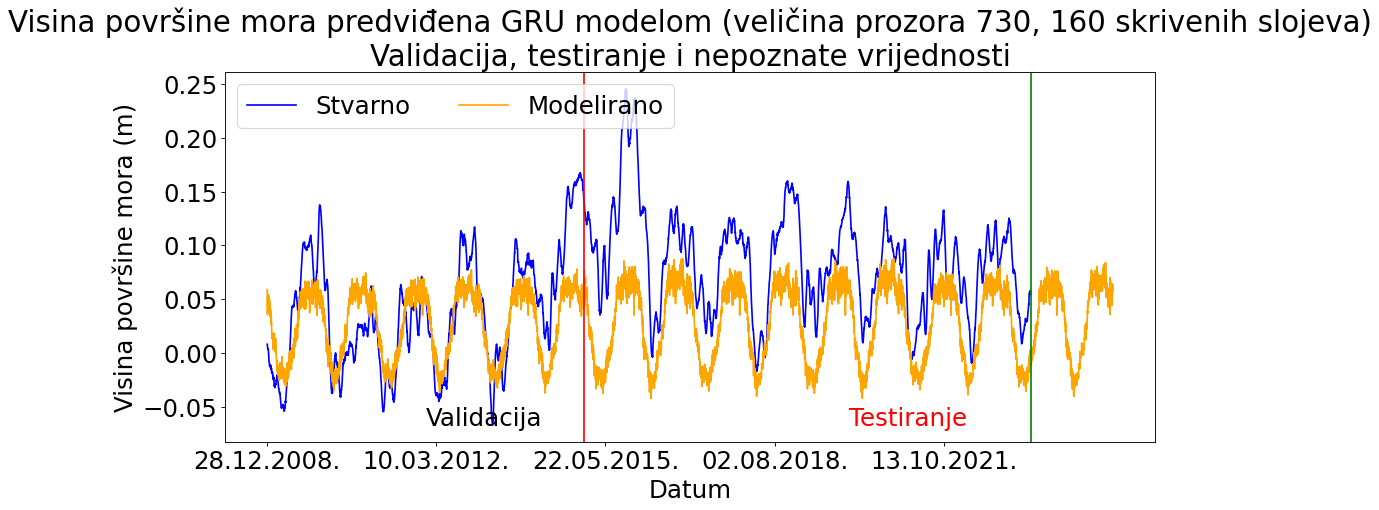 Visina površine mora predviđena GRU modelom (veličina prozora 730, 160 skrivenih slojeva)
Validacija, testiranje i nepoznate vrijednosti
Stvarno
Modelirano
Visina površine mora (m)
0.25
0.20
0.15
0.10
0.05
0.00
−0.05
Validacija
Testiranje
28.12.2008.
10.03.2012.
22.05.2015.
02.08.2018.
13.10.2021.
Datum